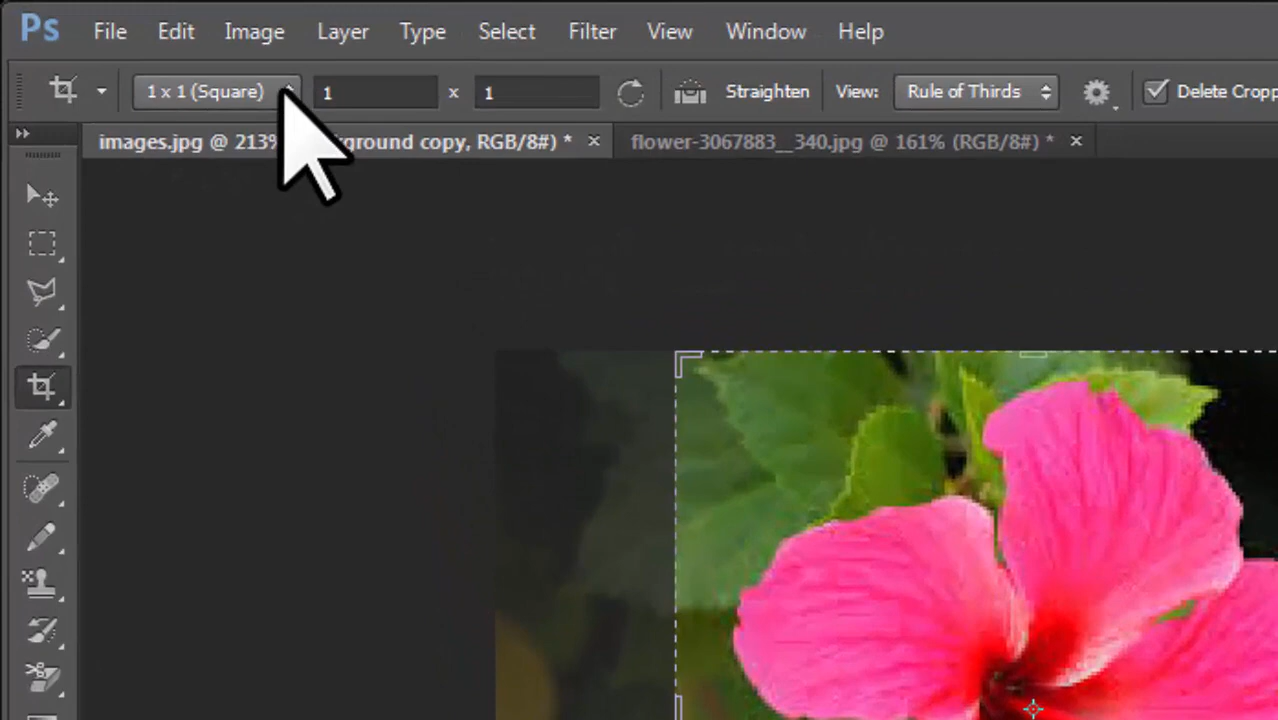 Ps File Edit Image Layer Type Select Filter View Window Help
1 x 1 (Square) 1 x 1 Straighten View: Rule of Thirds Delete Cropp
images.jpg @ 213% ground copy, RGB/8#) * × flower-3067883__340.jpg @ 161% (RGB/8#) * ×